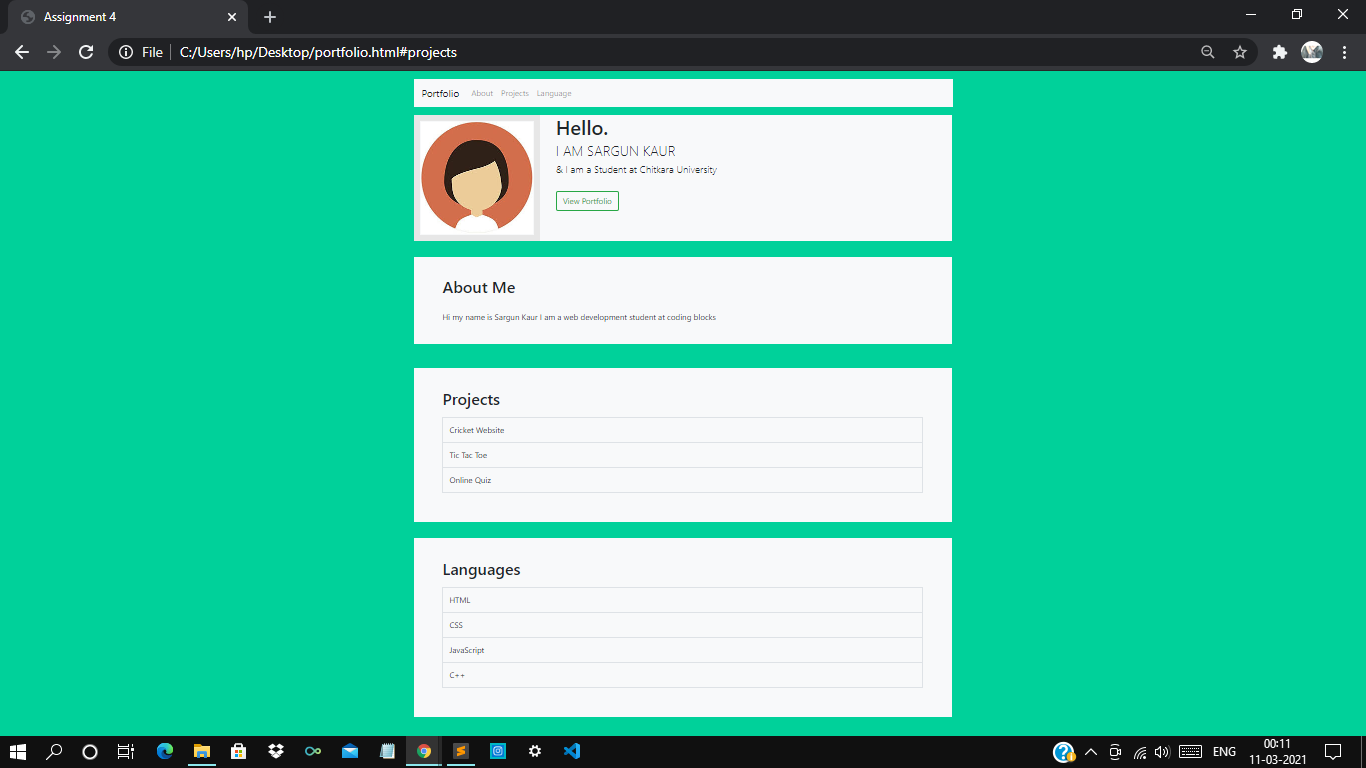 Assignment 4
File
C:/Users/hp/Desktop/portfolio.html#projects
Portfolio About Projects Language
Hello.
I AM SARGUN KAUR
& I am a Student at Chitkara University
View Portfolio
About Me
Hi my name is Sargun Kaur I am a web development student at coding blocks
Projects
Cricket Website
Tic Tac Toe
Online Quiz
Languages
HTML
CSS
JavaScript
C++
ENG
00:11
11-03-2021